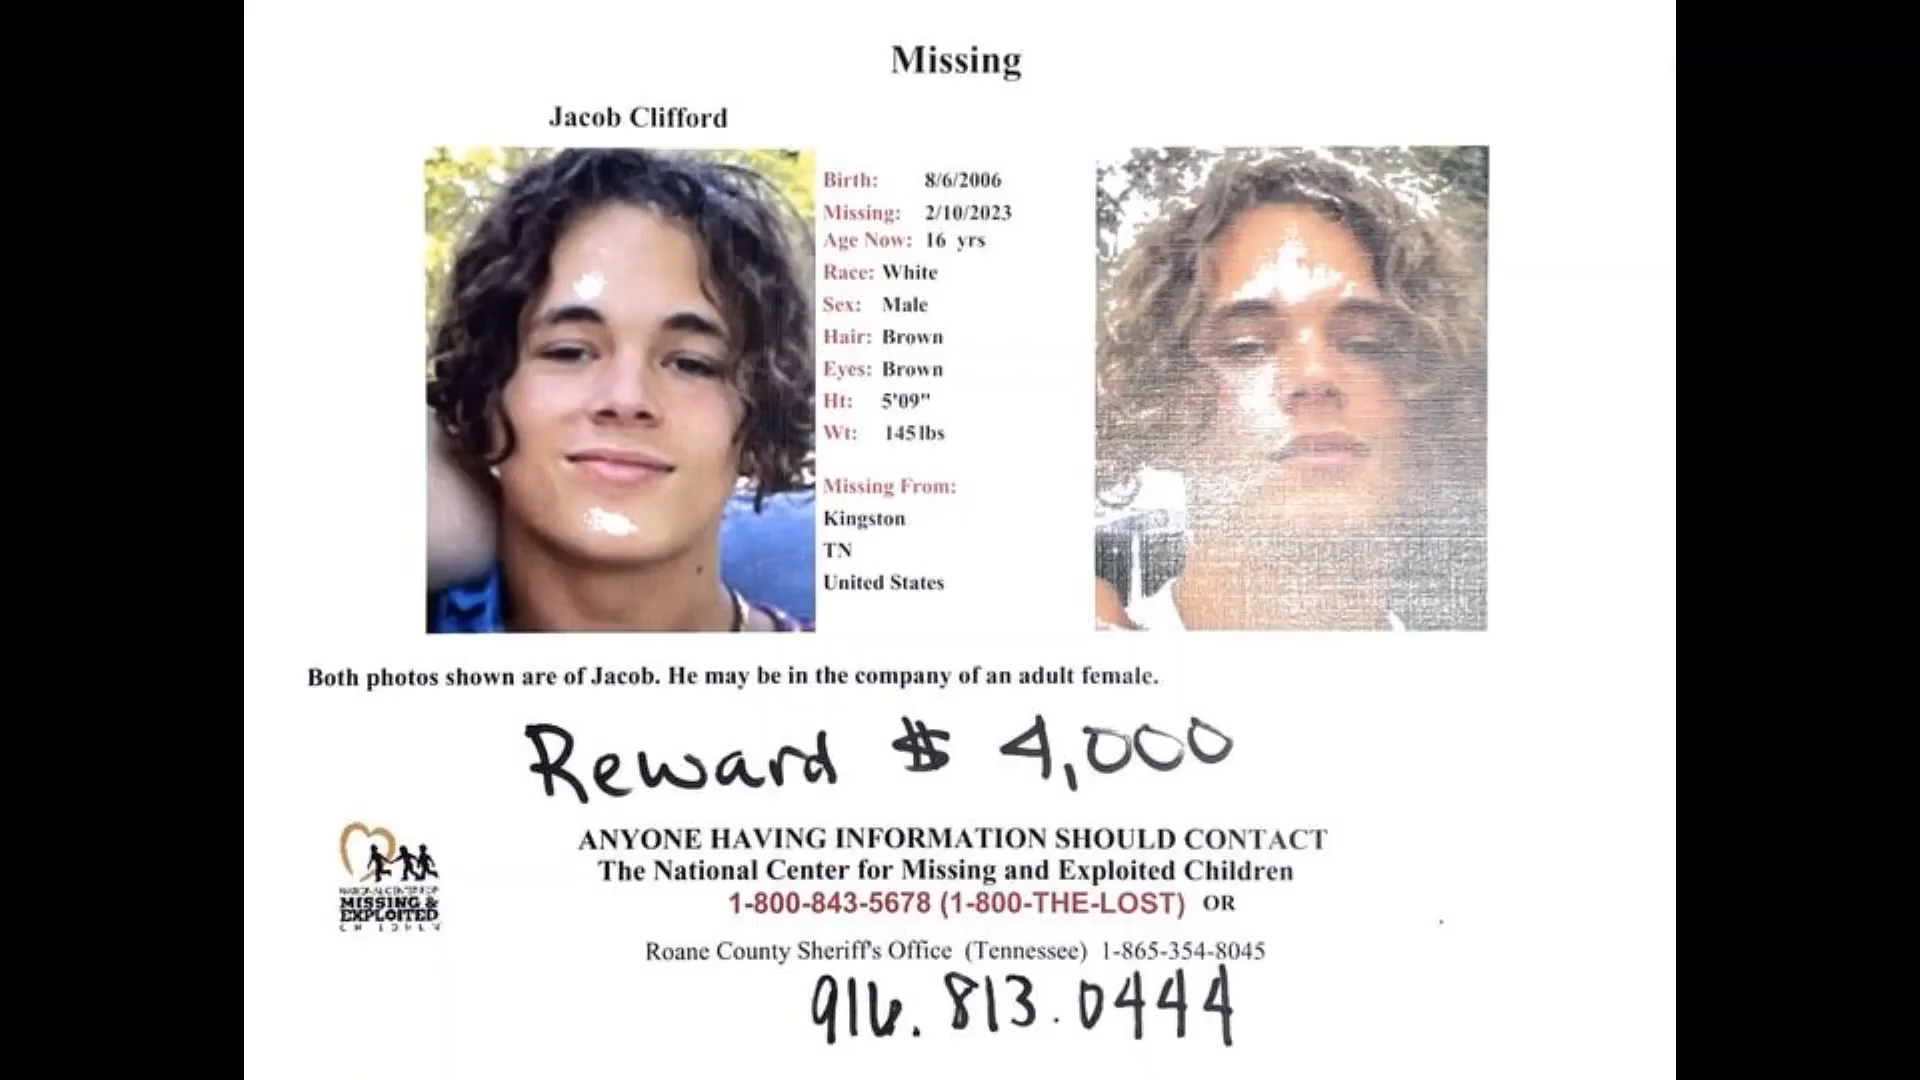 Missing
Jacob Clifford
Birth: 8/6/2006
Missing: 2/10/2023
Age Now: 16 yrs
Race: White
Sex: Male
Hair: Brown
Eyes: Brown
Ht: 5'09"
Wt: 145 lbs
Missing From:
Kingston
TN
United States
Both photos shown are of Jacob. He may be in the company of an adult female.
Reward $ 4,000
ANYONE HAVING INFORMATION SHOULD CONTACT
The National Center for Missing and Exploited Children
1-800-843-5678 (1-800-THE-LOST) OR
Roane County Sheriff's Office (Tennessee) 1-865-354-8045
916.813.0444
NATIONAL CENTER FOR
MISSING &
EXPLOITED
CHILDREN